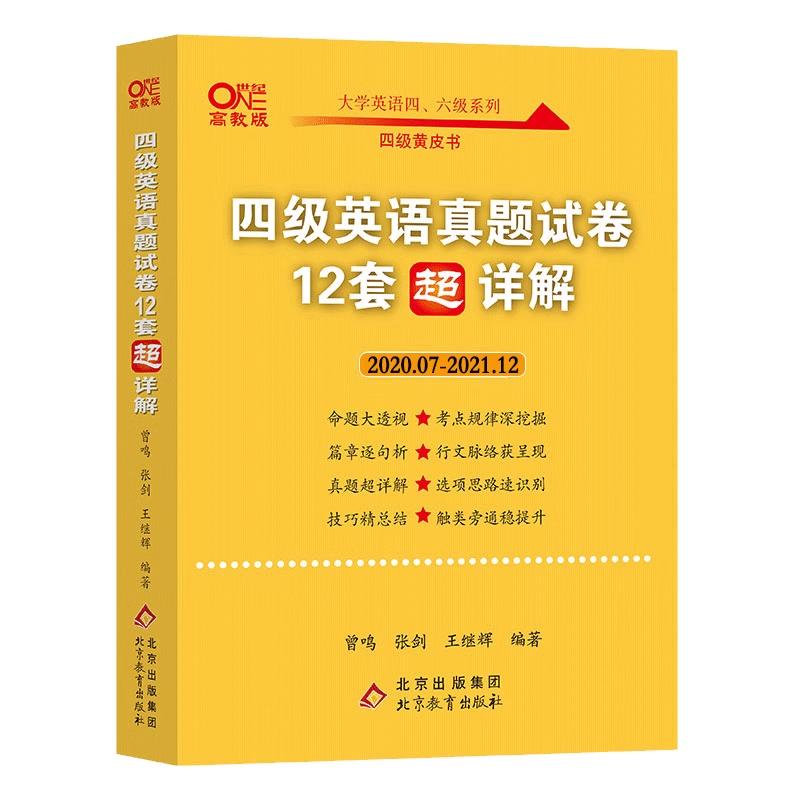 世纪
ONE
高教版
四级英语真题试卷12套超详解
曾鸣 张剑 王继辉 编著
北京出版集团
北京教育出版社
世纪
ONE
高教版
大学英语四、六级系列
四级黄皮书
四级英语真题试卷
12套超详解
2020.07-2021.12
命题大透视★考点规律深挖掘
篇章逐句析★行文脉络获呈现
真题超详解★选项思路速识别
技巧精总结★触类旁通稳提升
曾鸣 张剑 王继辉 编著
北京出版集团
北京教育出版社